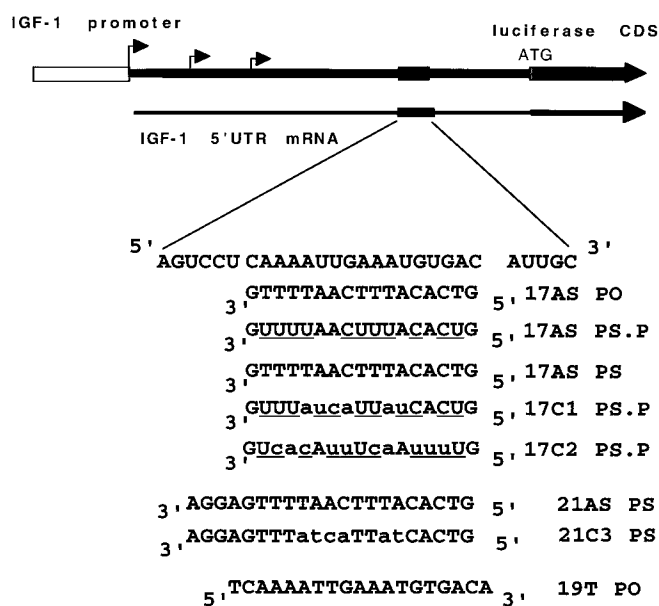 IGF-1 promoter
luciferase CDS
ATG
IGF-1 5'UTR mRNA
5' AGUCCU CAAAAUUGAAAUGUGAC AUUGC 3'
3' GTTTTAACTTTACACTG 5' 17AS PO
3' GUUUUAACUUUACACUG 5' 17AS PS.P
3' GTTTTAACTTTACACTG 5' 17AS PS
3' GUUUaucaUUauCACUG 5' 17C1 PS.P
3' GUcacAuuUcaAuuuUG 5' 17C2 PS.P
3' AGGAGTTTTAACTTTACACTG 5' 21AS PS
3' AGGAGTTTatcaTTatCACTG 5' 21C3 PS
5' TCAAAATTGAAATGTGACA 3' 19T PO